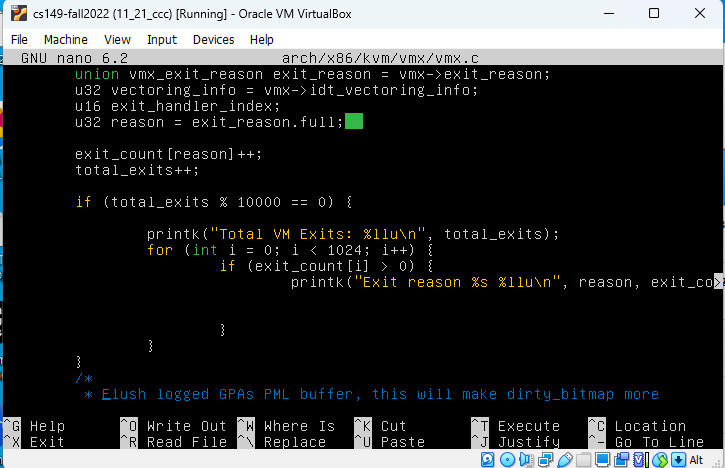 cs149-fall2022 (11_21_ccc) [Running] - Oracle VM VirtualBox
File Machine View Input Devices Help
GNU nano 6.2 arch/x86/kvm/vmx/vmx.c
union vmx_exit_reason exit_reason = vmx->exit_reason;
u32 vectoring_info = vmx->idt_vectoring_info;
u16 exit_handler_index;
u32 reason = exit_reason.full;
exit_count[reason]++;
total_exits++;
if (total_exits % 10000 == 0) {
printk("Total VM Exits: %llu\n", total_exits);
for (int i = 0; i < 1024; i++) {
if (exit_count[i] > 0) {
printk("Exit reason %s %llu\n", reason, exit_co>
}
}
}
/*
* Flush logged GPAs PML buffer, this will make dirty_bitmap more
^G Help ^O Write Out ^W Where Is ^K Cut ^T Execute ^C Location
^X Exit ^R Read File ^\ Replace ^U Paste ^J Justify ^- Go To Line
Alt